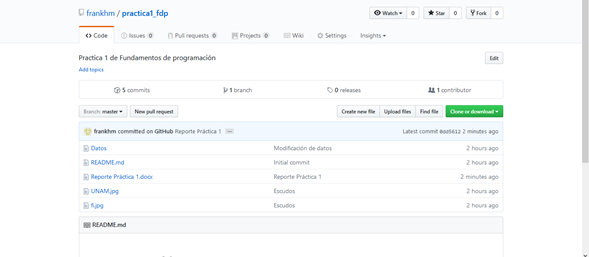 frankhm / practica1_fdp
Watch 0 Star 0 Fork 0
Code Issues 0 Pull requests 0 Projects 0 Wiki Settings Insights
Practica 1 de Fundamentos de programación Edit
Add topics
5 commits 1 branch 0 releases 1 contributor
Branch: master New pull request Create new file Upload files Find file Clone or download
frankhm committed on GitHub Reporte Práctica 1 ... Latest commit 0dd5612 2 minutes ago
Datos Modificación de datos 2 hours ago
README.md Initial commit 2 hours ago
Reporte Práctica 1.docx Reporte Práctica 1 2 minutes ago
UNAM.jpg Escudos 2 hours ago
fi.jpg Escudos 2 hours ago
README.md